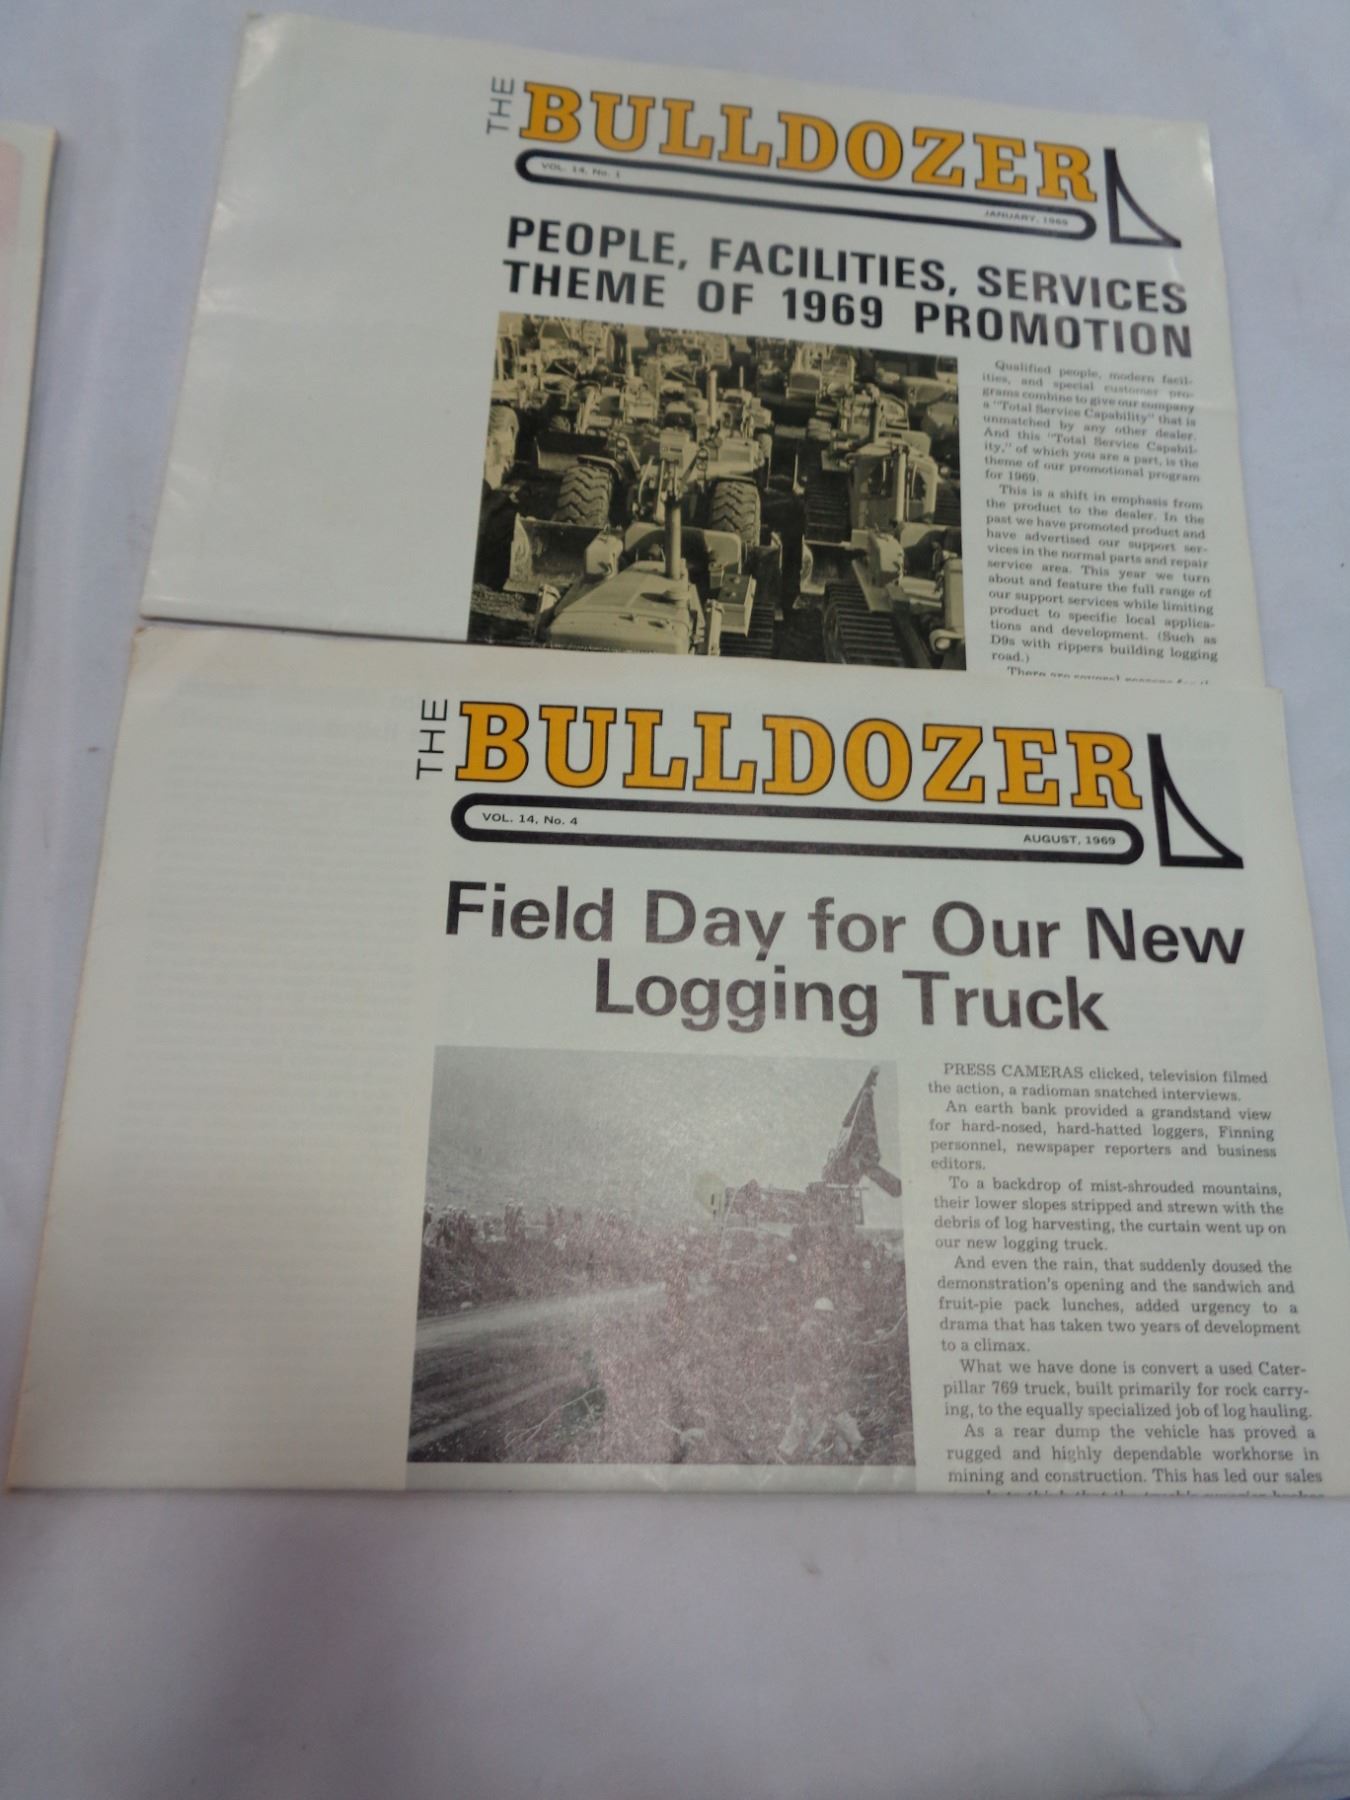 THE BULLDOZER
VOL. 14, No. 1
JANUARY, 1969
PEOPLE, FACILITIES, SERVICES
THEME OF 1969 PROMOTION
Qualified people, modern facil-
ities, and special customer pro-
grams combine to give our company
a "Total Service Capability" that is
unmatched by any other dealer.
And this "Total Service Capabil-
ity," of which you are a part, is the
theme of our promotional program
for 1969.
This is a shift in emphasis from
the product to the dealer. In the
past we have promoted product and
have advertised our support ser-
vices in the normal parts and repair
service area. This year we turn
about and feature the full range of
our support services while limiting
product to specific local applica-
tions and development. (Such as
D9s with rippers building logging
road.)
There are several reasons for
THE BULLDOZER
VOL. 14, No. 4
AUGUST, 1969
Field Day for Our New
Logging Truck
PRESS CAMERAS clicked, television filmed
the action, a radioman snatched interviews.
An earth bank provided a grandstand view
for hard-nosed, hard-hatted loggers, Finning
personnel, newspaper reporters and business
editors.
To a backdrop of mist-shrouded mountains,
their lower slopes stripped and strewn with the
debris of log harvesting, the curtain went up on
our new logging truck.
And even the rain, that suddenly doused the
demonstration's opening and the sandwich and
fruit-pie pack lunches, added urgency to a
drama that has taken two years of development
to a climax.
What we have done is convert a used Cater-
pillar 769 truck, built primarily for rock carry-
ing, to the equally specialized job of log hauling.
As a rear dump the vehicle has proved a
rugged and highly dependable workhorse in
mining and construction. This has led our sales